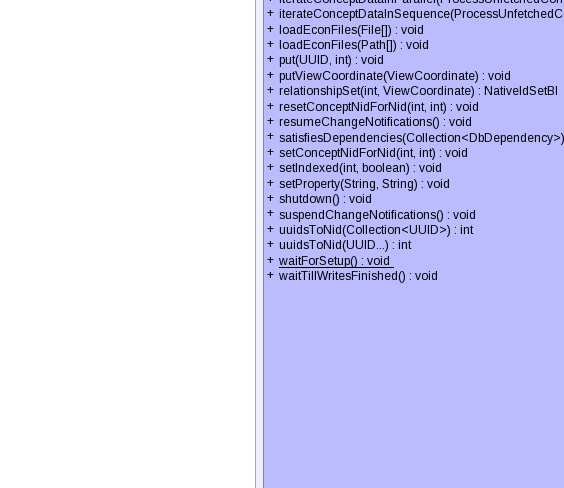 + iterateConceptDataInParallel(ProcessUnfetchedCon
+ iterateConceptDataInSequence(ProcessUnfetchedC
+ loadEconFiles(File[]) : void
+ loadEconFiles(Path[]) : void
+ put(UUID, int) : void
+ putViewCoordinate(ViewCoordinate) : void
+ relationshipSet(int, ViewCoordinate) : NativeIdSetBI
+ resetConceptNidForNid(int, int) : void
+ resumeChangeNotifications() : void
+ satisfiesDependencies(Collection<DbDependency>)
+ setConceptNidForNid(int, int) : void
+ setIndexed(int, boolean) : void
+ setProperty(String, String) : void
+ shutdown() : void
+ suspendChangeNotifications() : void
+ uuidsToNid(Collection<UUID>) : int
+ uuidsToNid(UUID...) : int
+ waitForSetup() : void
+ waitTillWritesFinished() : void